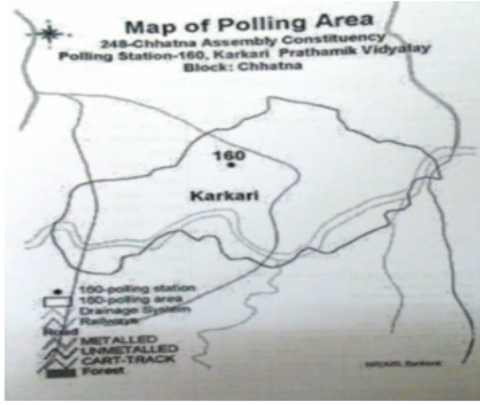 Map of Polling Area
248-Chhatna Assembly Constituency
Polling Station-160, Karkari Prathamik Vidyalay
Block: Chhatna
160
Karkari
160-polling station
160-polling area
Drainage System
Railways
Road
METALLED
UNMETALLED
CART-TRACK
Forest